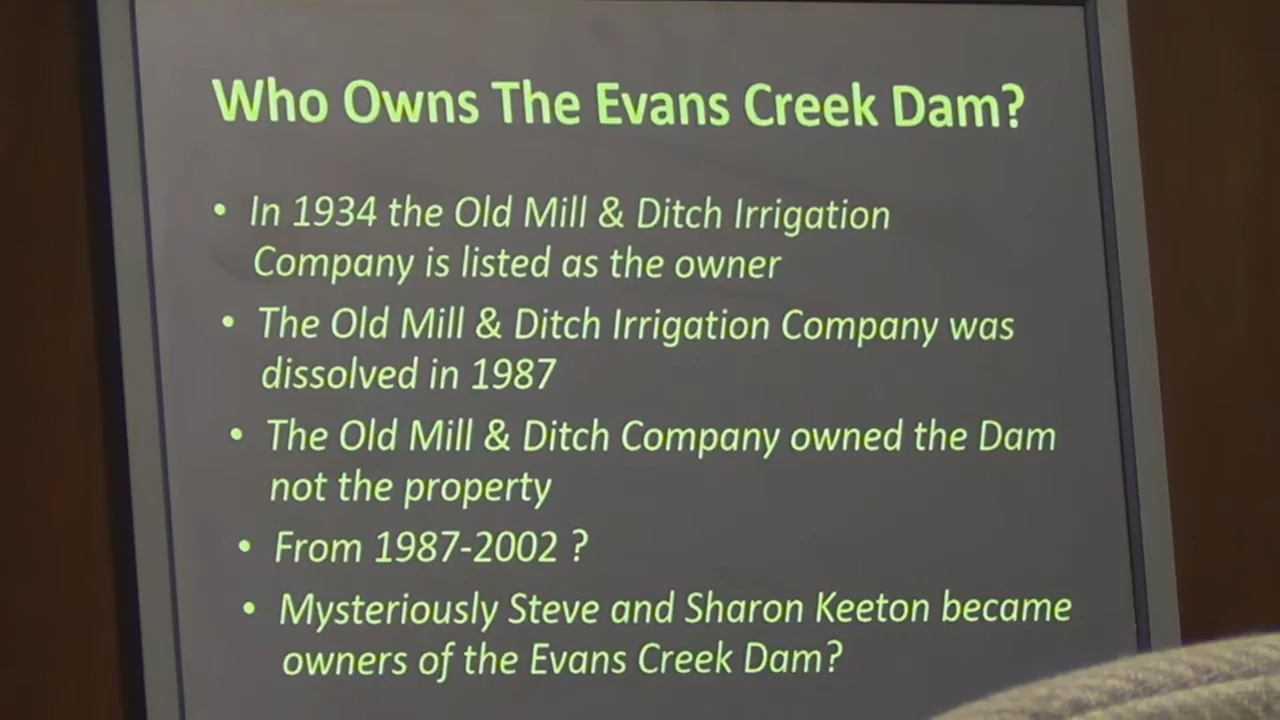 Who Owns The Evans Creek Dam?
• In 1934 the Old Mill & Ditch Irrigation
Company is listed as the owner
• The Old Mill & Ditch Irrigation Company was
dissolved in 1987
• The Old Mill & Ditch Company owned the Dam
not the property
• From 1987-2002 ?
• Mysteriously Steve and Sharon Keeton became
owners of the Evans Creek Dam?